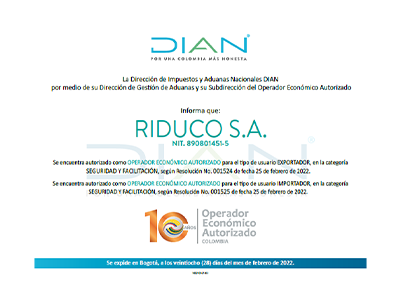 DIAN
POR UNA COLOMBIA MÁS HONESTA
La Dirección de Impuestos y Aduanas Nacionales DIAN
por medio de su Dirección de Gestión de Aduanas y su Subdirección del Operador Económico Autorizado
Informa que:
RIDUCO S.A.
NIT. 890801451-5
Se encuentra autorizado como OPERADOR ECONÓMICO AUTORIZADO para el tipo de usuario EXPORTADOR, en la categoría
SEGURIDAD Y FACILITACIÓN, según Resolución No. 001524 de fecha 25 de febrero de 2022.
Se encuentra autorizado como OPERADOR ECONÓMICO AUTORIZADO para el tipo de usuario IMPORTADOR, en la categoría
SEGURIDAD Y FACILITACIÓN, según Resolución No. 001525 de fecha 25 de febrero de 2022.
10 AÑOS
Operador
Económico
Autorizado
COLOMBIA
Se expide en Bogotá, a los veintiocho (28) días del mes de febrero de 2022.